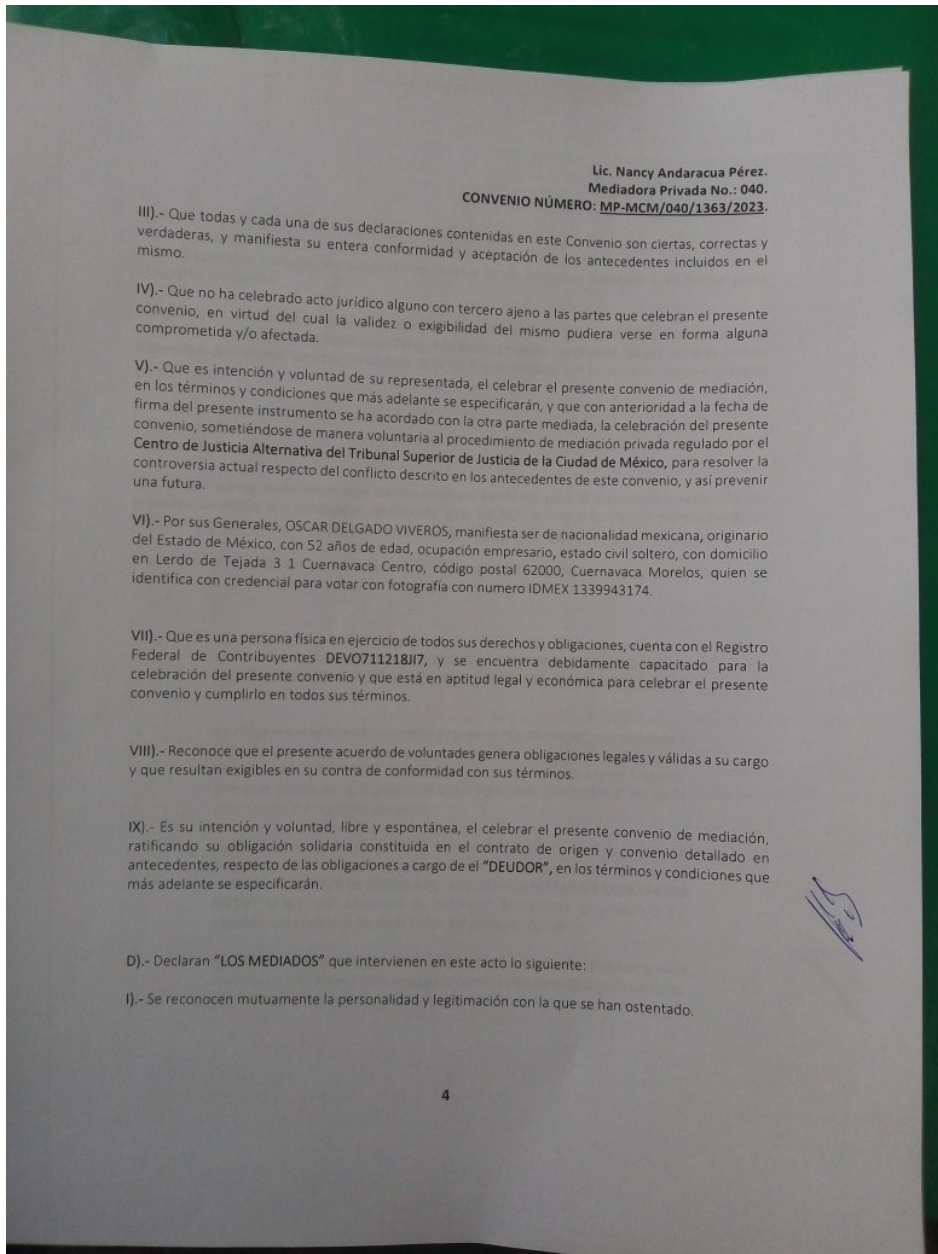 Lic. Nancy Andaracua Pérez.
Mediadora Privada No.: 040.
CONVENIO NÚMERO: MP-MCM/040/1363/2023.
III).- Que todas y cada una de sus declaraciones contenidas en este Convenio son ciertas, correctas y
verdaderas, y manifiesta su entera conformidad y aceptación de los antecedentes incluidos en el
mismo.
IV).- Que no ha celebrado acto jurídico alguno con tercero ajeno a las partes que celebran el presente
convenio, en virtud del cual la validez o exigibilidad del mismo pudiera verse en forma alguna
comprometida y/o afectada.
V).- Que es intención y voluntad de su representada, el celebrar el presente convenio de mediación,
en los términos y condiciones que más adelante se especificarán, y que con anterioridad a la fecha de
firma del presente instrumento se ha acordado con la otra parte mediada, la celebración del presente
convenio, sometiéndose de manera voluntaria al procedimiento de mediación privada regulado por el
Centro de Justicia Alternativa del Tribunal Superior de Justicia de la Ciudad de México, para resolver la
controversia actual respecto del conflicto descrito en los antecedentes de este convenio, y así prevenir
una futura.
VI).- Por sus Generales, OSCAR DELGADO VIVEROS, manifiesta ser de nacionalidad mexicana, originario
del Estado de México, con 52 años de edad, ocupación empresario, estado civil soltero, con domicilio
en Lerdo de Tejada 3 1 Cuernavaca Centro, código postal 62000, Cuernavaca Morelos, quien se
identifica con credencial para votar con fotografía con numero IDMEX 1339943174.
VII).- Que es una persona física en ejercicio de todos sus derechos y obligaciones, cuenta con el Registro
Federal de Contribuyentes DEVO711218JI7, y se encuentra debidamente capacitado para la
celebración del presente convenio y que está en aptitud legal y económica para celebrar el presente
convenio y cumplirlo en todos sus términos.
VIII).- Reconoce que el presente acuerdo de voluntades genera obligaciones legales y válidas a su cargo
y que resultan exigibles en su contra de conformidad con sus términos.
IX).- Es su intención y voluntad, libre y espontánea, el celebrar el presente convenio de mediación,
ratificando su obligación solidaria constituida en el contrato de origen y convenio detallado en
antecedentes, respecto de las obligaciones a cargo de el "DEUDOR", en los términos y condiciones que
más adelante se especificarán.
D).- Declaran "LOS MEDIADOS" que intervienen en este acto lo siguiente:
I).- Se reconocen mutuamente la personalidad y legitimación con la que se han ostentado.
4